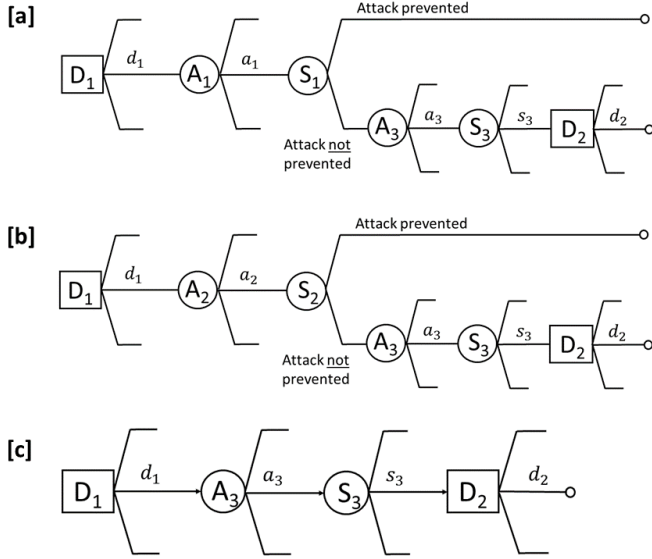 [a]
Attack prevented
D₁ d₁ A₁ a₁ S₁
A₃ a₃ S₃ s₃ D₂ d₂
Attack not
prevented
[b]
Attack prevented
D₁ d₁ A₂ a₂ S₂
A₃ a₃ S₃ s₃ D₂ d₂
Attack not
prevented
[c]
D₁ d₁ A₃ a₃ S₃ s₃ D₂ d₂